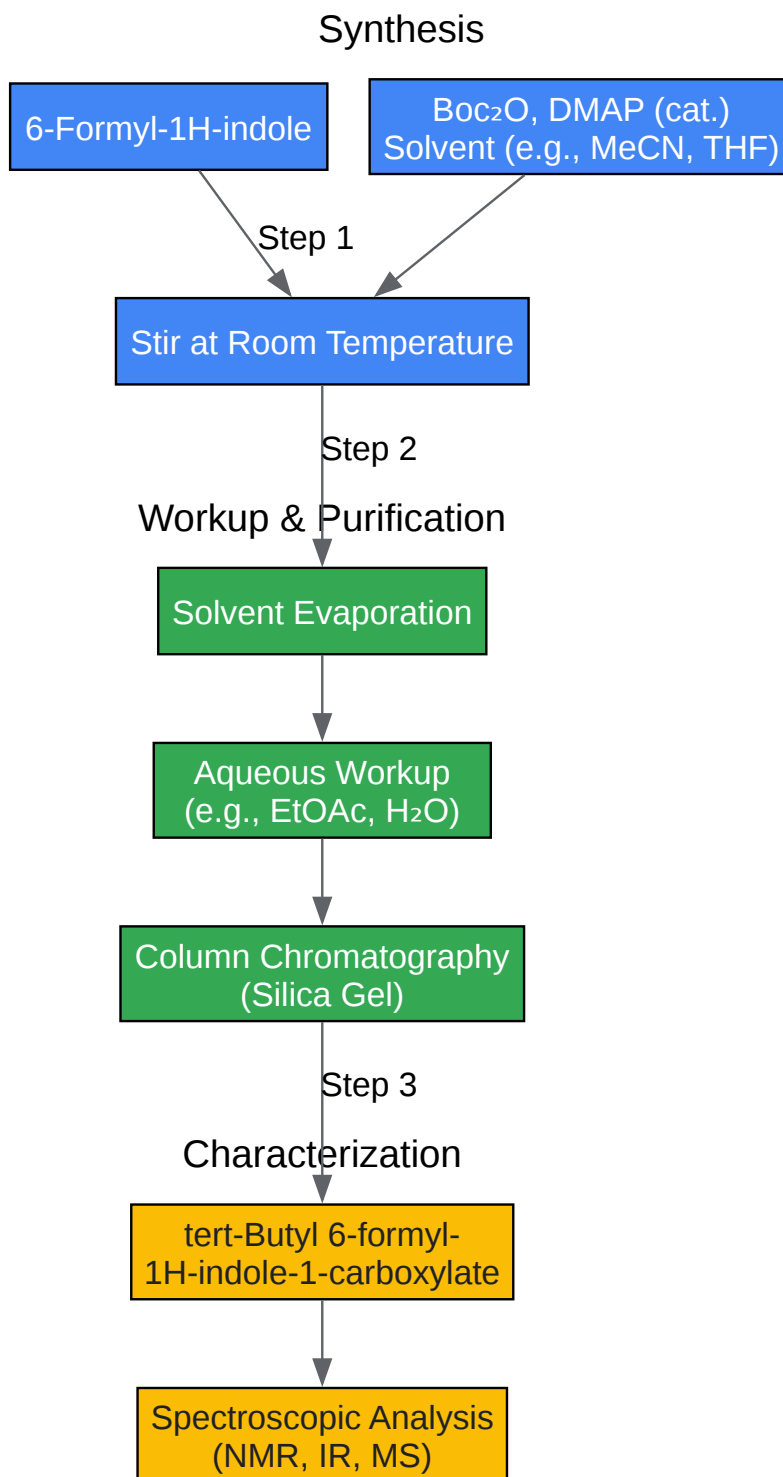 Synthesis
6-Formyl-1H-indole
Boc₂O, DMAP (cat.)
Solvent (e.g., MeCN, THF)
Step 1
Stir at Room Temperature
Step 2
Workup & Purification
Solvent Evaporation
Aqueous Workup
(e.g., EtOAc, H₂O)
Column Chromatography
(Silica Gel)
Step 3
Characterization
tert-Butyl 6-formyl-
1H-indole-1-carboxylate
Spectroscopic Analysis
(NMR, IR, MS)